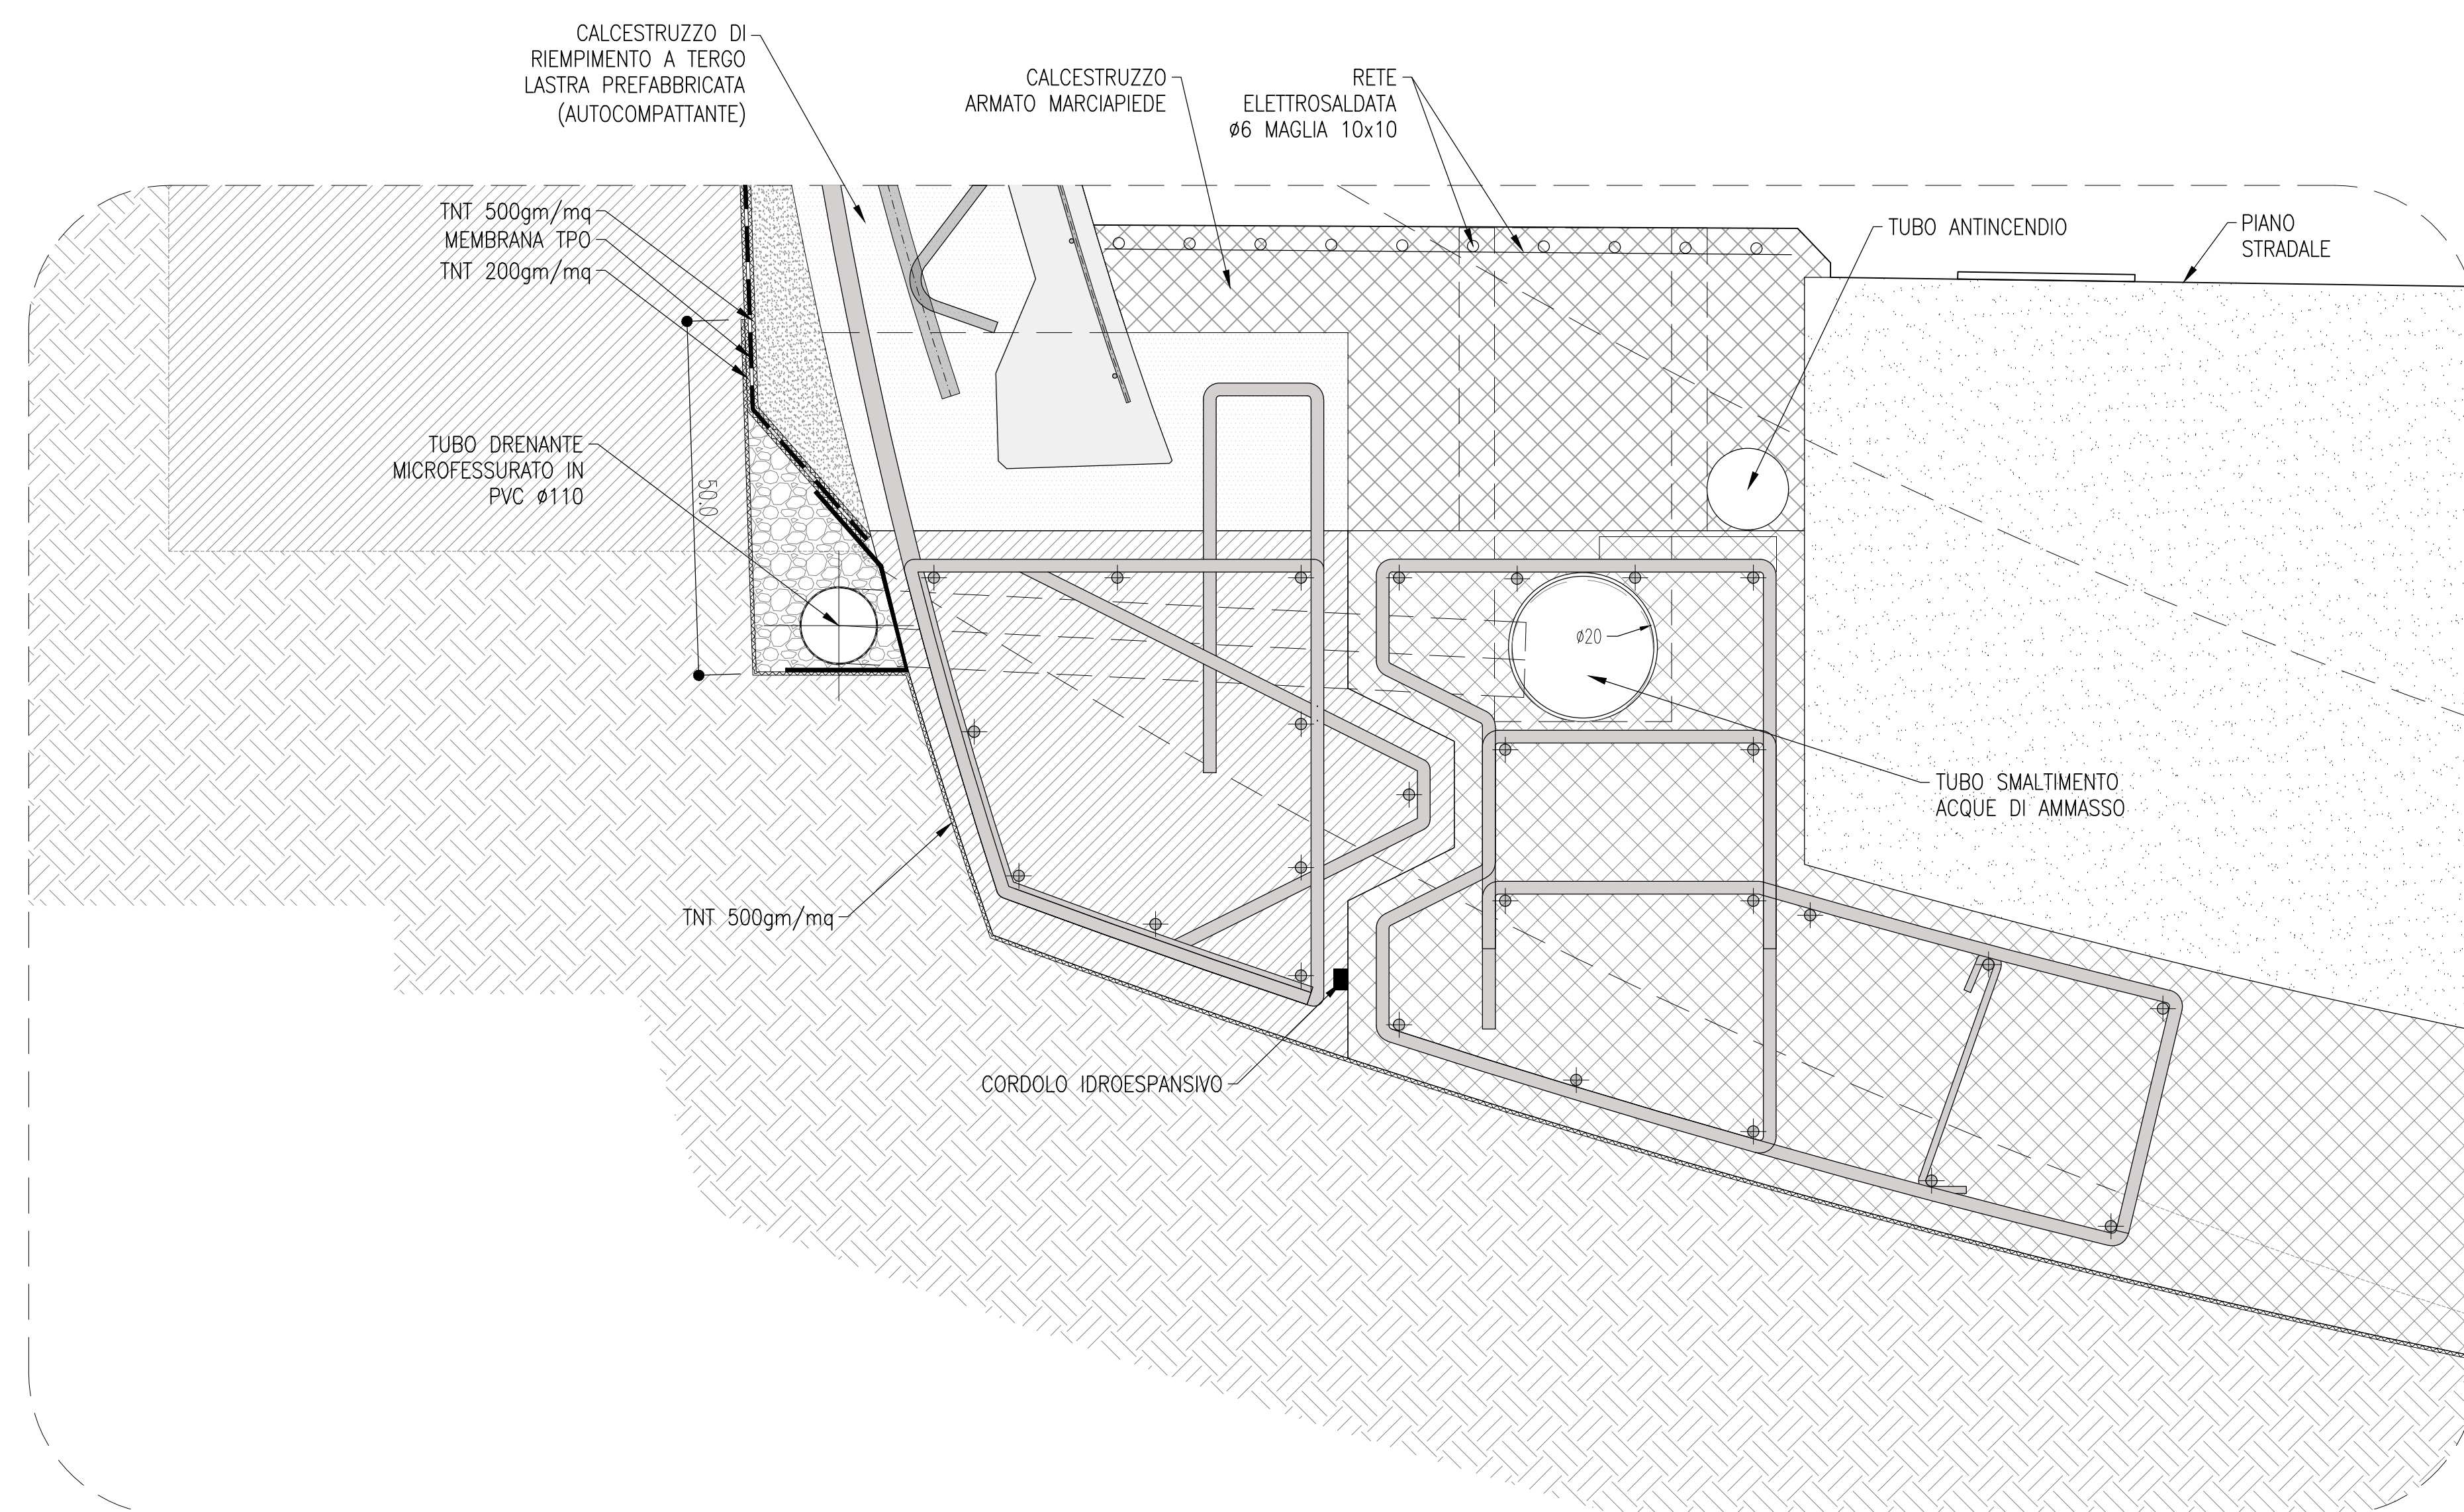 CALCESTRUZZO DI
RIEMPIMENTO A TERGO
LASTRA PREFABBRICATA
(AUTOCOMPATTANTE)
CALCESTRUZZO
ARMATO MARCIAPIEDE
RETE
ELETTROSALDATA
ø6 MAGLIA 10x10
TNT 500gm/mq
MEMBRANA TPO
TNT 200gm/mq
TUBO ANTINCENDIO
PIANO
STRADALE
TUBO DRENANTE
MICROFESSURATO IN
PVC ø110
50.0
ø20
TUBO SMALTIMENTO
ACQUE DI AMMASSO
TNT 500gm/mq
CORDOLO IDROESPANSIVO